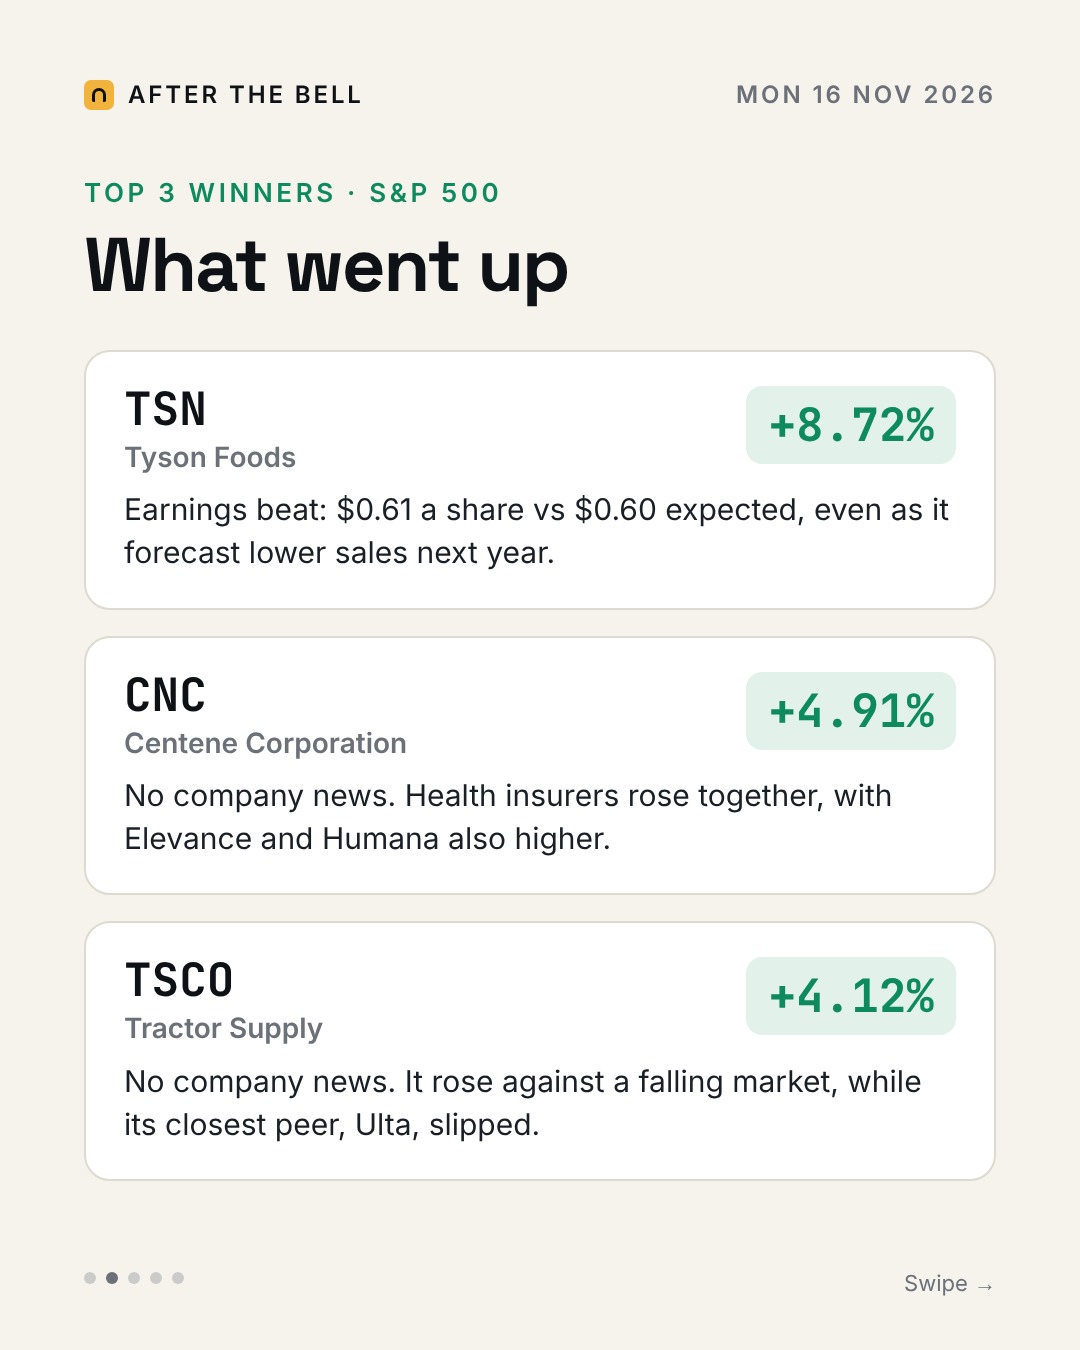 AFTER THE BELL
MON 16 NOV 2026
TOP 3 WINNERS · S&P 500
What went up
TSN
+8.72%
Tyson Foods
Earnings beat: $0.61 a share vs $0.60 expected, even as it
forecast lower sales next year.
CNC
+4.91%
Centene Corporation
No company news. Health insurers rose together, with
Elevance and Humana also higher.
TSCO
+4.12%
Tractor Supply
No company news. It rose against a falling market, while
its closest peer, Ulta, slipped.
Swipe →